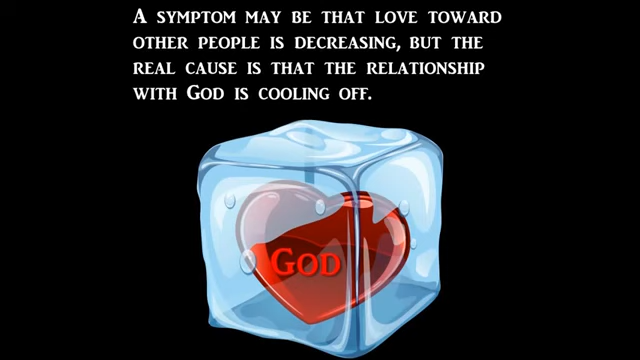 A symptom may be that love toward
other people is decreasing, but the
real cause is that the relationship
with God is cooling off.
God